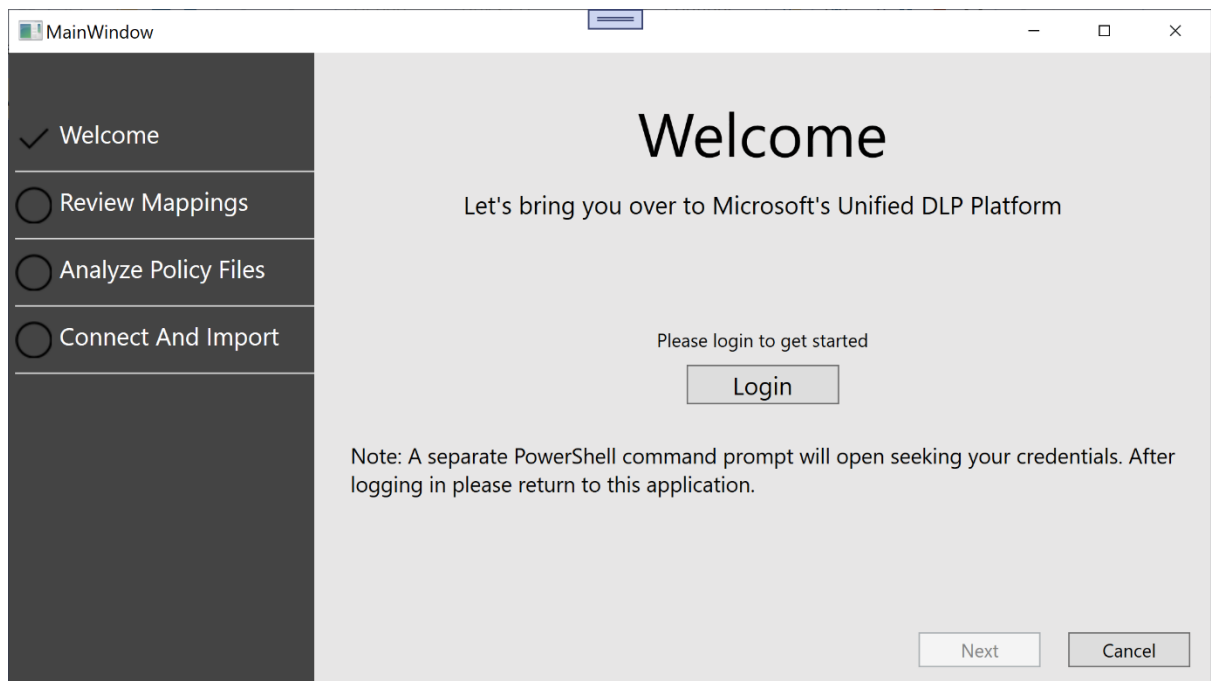 MainWindow
Welcome
Review Mappings
Analyze Policy Files
Connect And Import
Welcome
Let's bring you over to Microsoft's Unified DLP Platform
Please login to get started
Login
Note: A separate PowerShell command prompt will open seeking your credentials. After
logging in please return to this application.
Next
Cancel